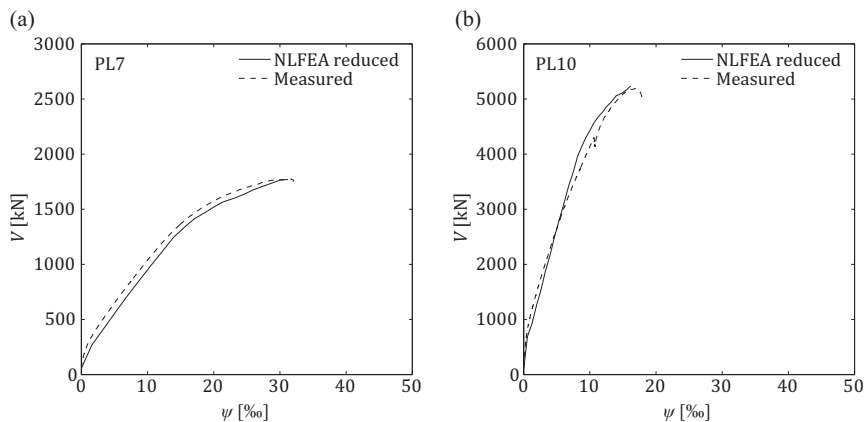 (a)
PL7
NLFEA reduced
Measured
3000
2500
2000
1500
1000
500
0
V [kN]
0 10 20 30 40 50
ψ [‰]
(b)
PL10
NLFEA reduced
Measured
6000
5000
4000
3000
2000
1000
0
V [kN]
0 10 20 30 40 50
ψ [‰]